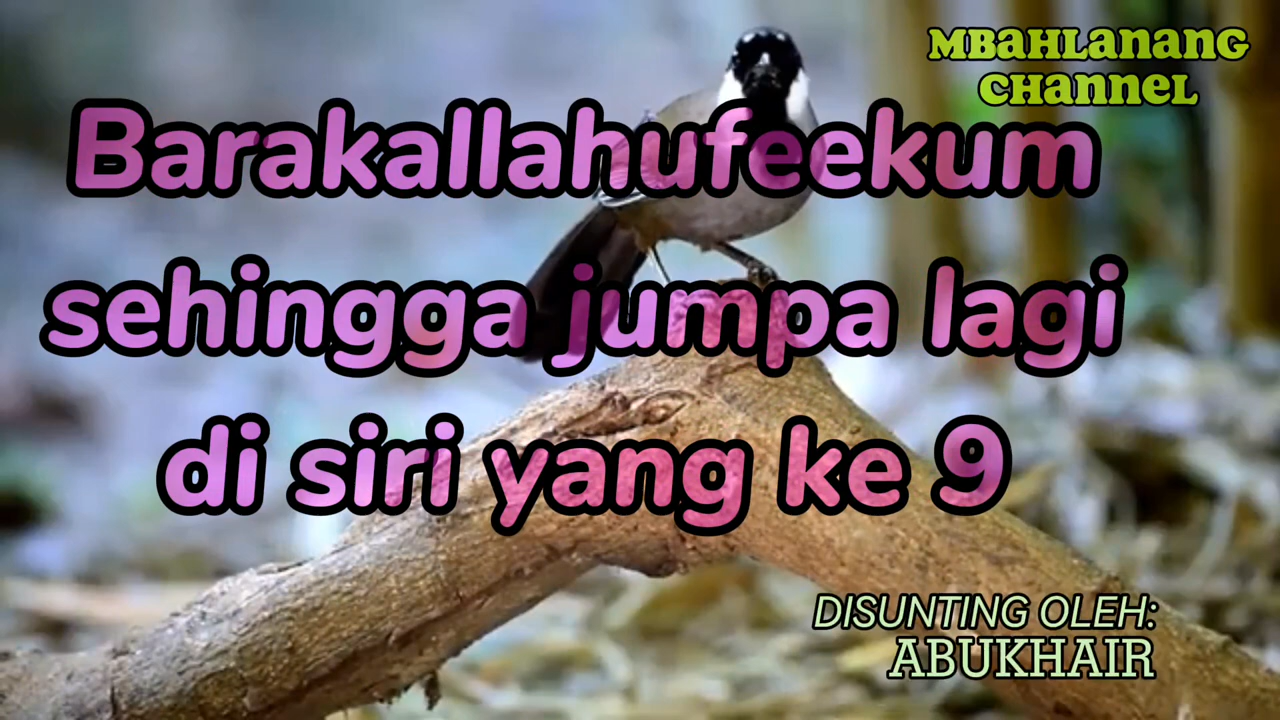 MBAHLANANG
CHANNEL
Barakallahufeekum
sehingga jumpa lagi
di siri yang ke 9
DISUNTING OLEH:
ABUKHAIR